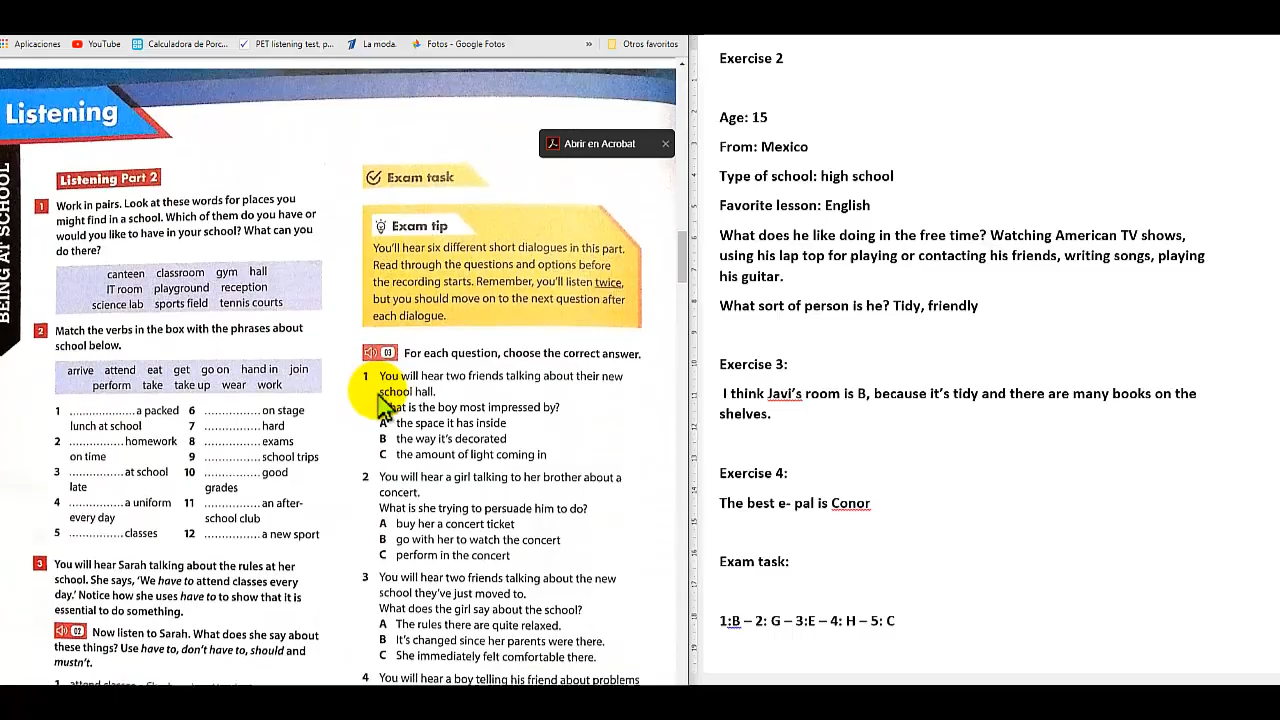 Aplicaciones
YouTube
Calculadora de Porc...
PET listening test, p...
La moda.
Fotos - Google Fotos
»
Otros favoritos
Listening
BEING AT SCHOOL
Abrir en Acrobat
Listening Part 2
1 Work in pairs. Look at these words for places you
might find in a school. Which of them do you have or
would you like to have in your school? What can you
do there?
canteen classroom gym hall
IT room playground reception
science lab sports field tennis courts
2 Match the verbs in the box with the phrases about
school below.
arrive attend eat get go on hand in join
perform take take up wear work
1 ................ a packed
lunch at school
2 ................ homework
on time
3 ................ at school
late
4 ................ a uniform
every day
5 ................ classes
6 ................ on stage
7 ................ hard
8 ................ exams
9 ................ school trips
10 ................ good
grades
11 ................ an after-
school club
12 ................ a new sport
3 You will hear Sarah talking about the rules at her
school. She says, 'We have to attend classes every
day.' Notice how she uses have to to show that it is
essential to do something.
02 Now listen to Sarah. What does she say about
these things? Use have to, don't have to, should and
mustn't.
Exam task
Exam tip
You'll hear six different short dialogues in this part.
Read through the questions and options before
the recording starts. Remember, you'll listen twice,
but you should move on to the next question after
each dialogue.
03 For each question, choose the correct answer.
1 You will hear two friends talking about their new
school hall.
What is the boy most impressed by?
A the space it has inside
B the way it's decorated
C the amount of light coming in
2 You will hear a girl talking to her brother about a
concert.
What is she trying to persuade him to do?
A buy her a concert ticket
B go with her to watch the concert
C perform in the concert
3 You will hear two friends talking about the new
school they've just moved to.
What does the girl say about the school?
A The rules there are quite relaxed.
B It's changed since her parents were there.
C She immediately felt comfortable there.
4 You will hear a boy telling his friend about problems
Exercise 2
Age: 15
From: Mexico
Type of school: high school
Favorite lesson: English
What does he like doing in the free time? Watching American TV shows,
using his lap top for playing or contacting his friends, writing songs, playing
his guitar.
What sort of person is he? Tidy, friendly
Exercise 3:
I think Javi's room is B, because it's tidy and there are many books on the
shelves.
Exercise 4:
The best e- pal is Conor
Exam task:
1:B – 2: G – 3:E – 4: H – 5: C